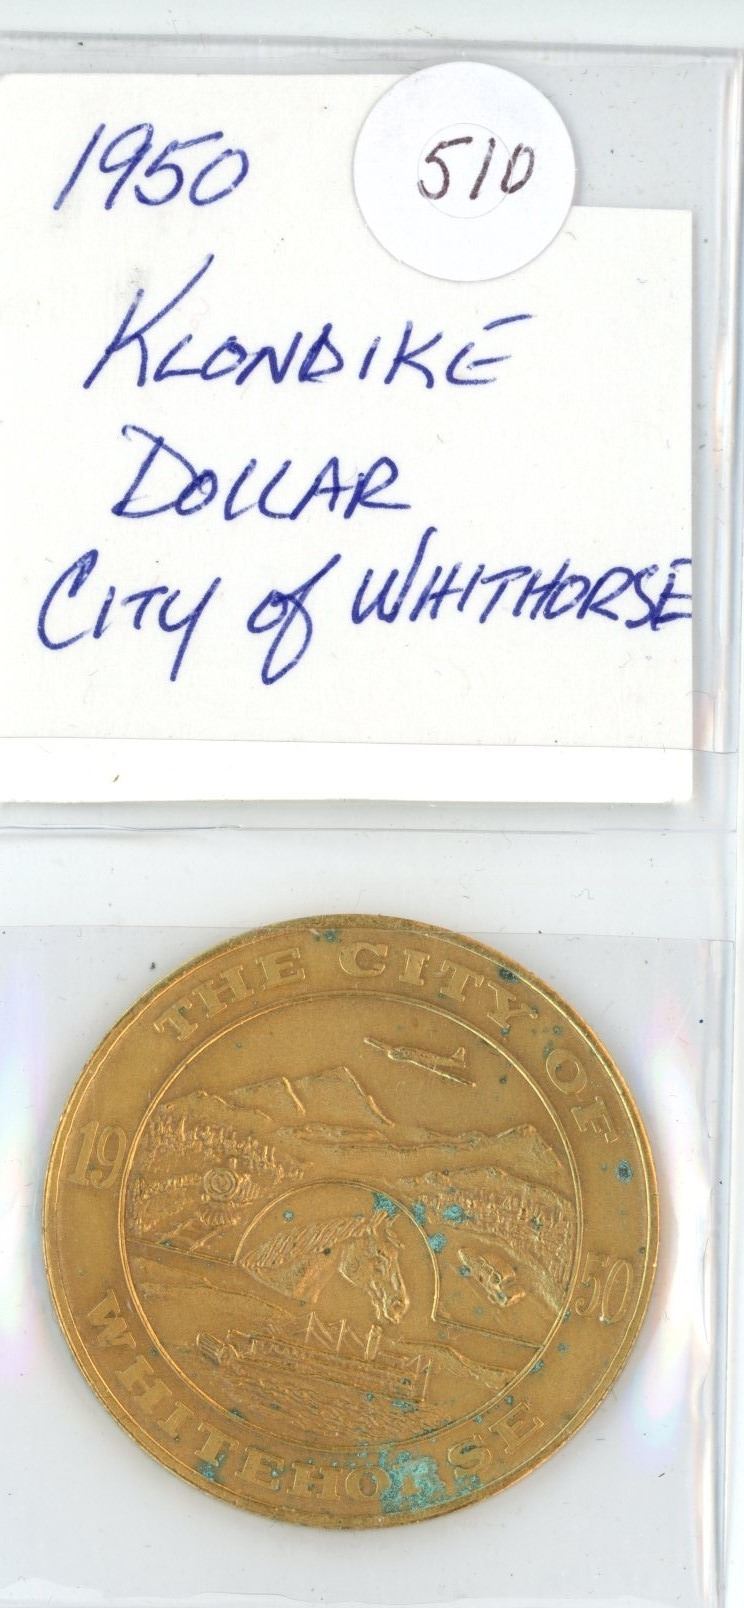 1950
510
KLONDIKE
DOLLAR
CITY of WHITHORSE
THE CITY OF
19 50
WHITEHORSE